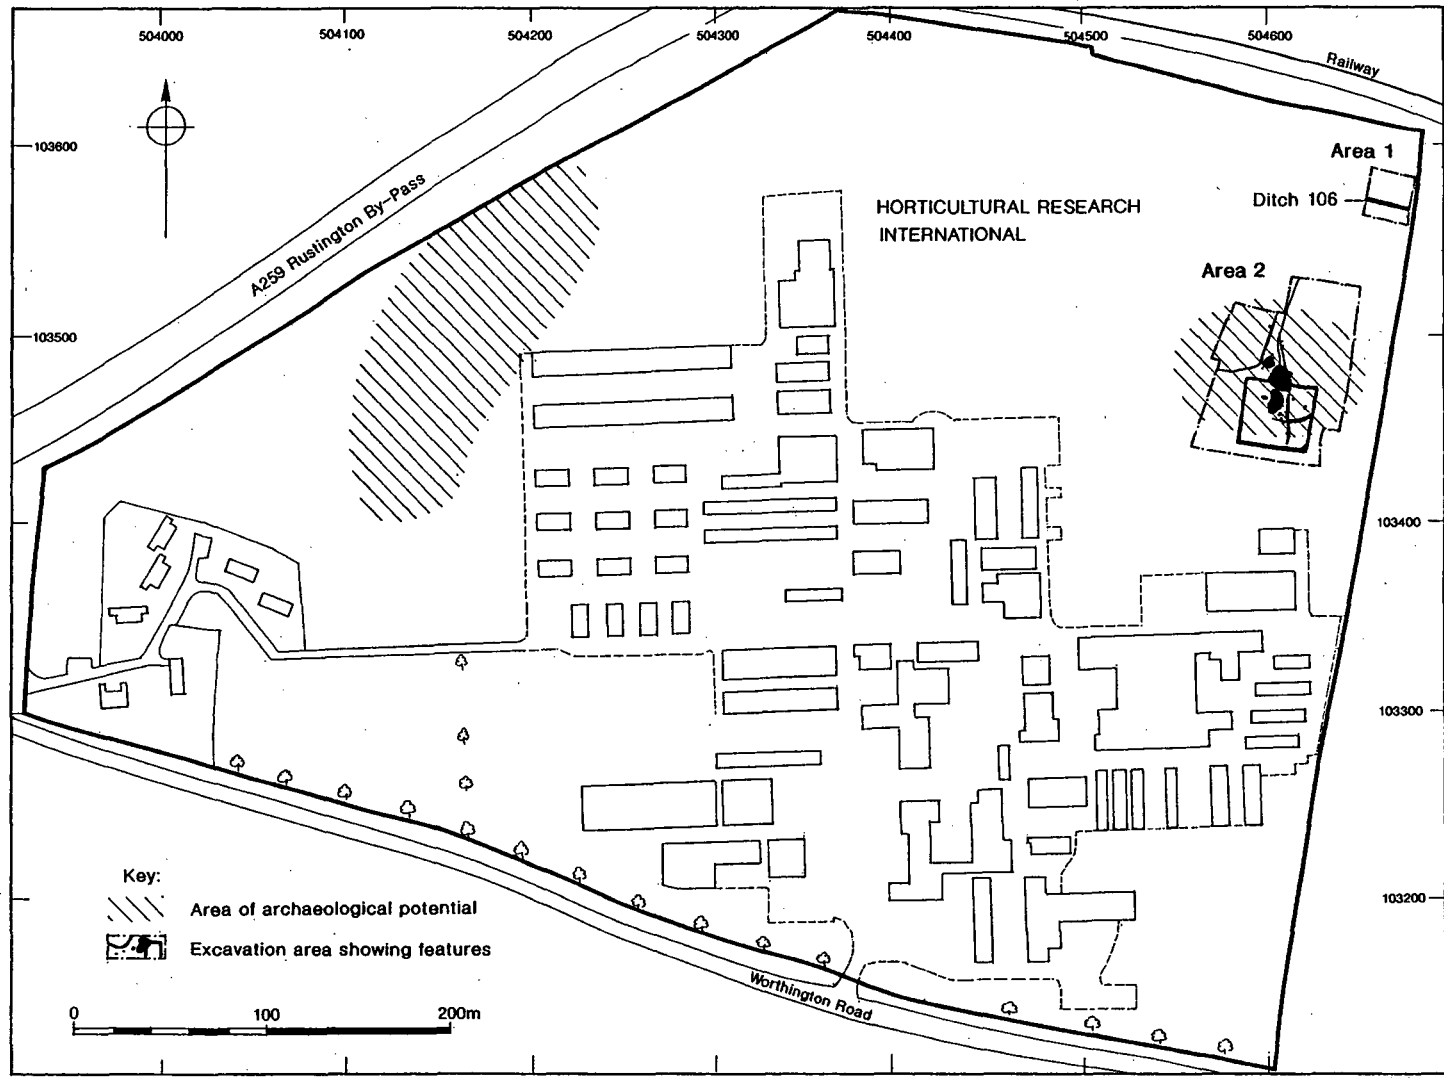 504000 504100 504200 504300 504400 504500 504600
Railway
103600
Area 1
A259 Rustington By-Pass
HORTICULTURAL RESEARCH
INTERNATIONAL
Ditch 106
Area 2
103500
103400
103300
Key:
Area of archaeological potential
Excavation area showing features
103200
Worthington Road
0 100 200m